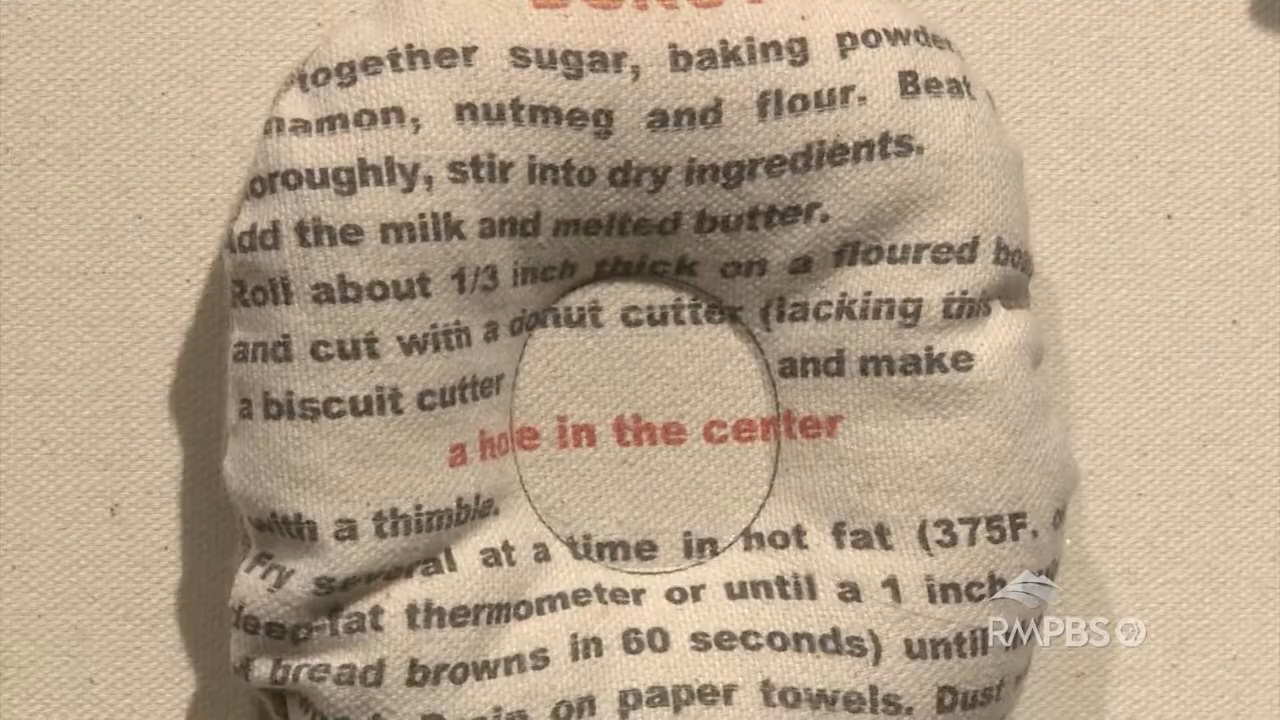 together sugar, baking powder
namon, nutmeg and flour. Beat
oroughly, stir into dry ingredients.
dd the milk and melted butter.
Roll about 1/3 inch thick on a floured bo
and cut with a donut cutter (lacking this
a biscuit cutter and make
a hole in the center
with a thimble.
Fry several at a time in hot fat (375F.
deep-fat thermometer or until a 1 inch
bread browns in 60 seconds) until
Drain on paper towels. Dust
RMPBS